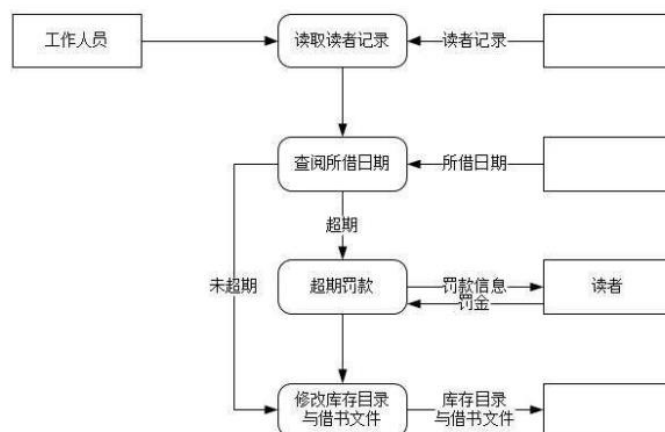 工作人员
读取读者记录
读者记录
查阅所借日期
所借日期
超期
未超期
超期罚款
罚款信息
罚金
读者
修改库存目录
与借书文件
库存目录
与借书文件